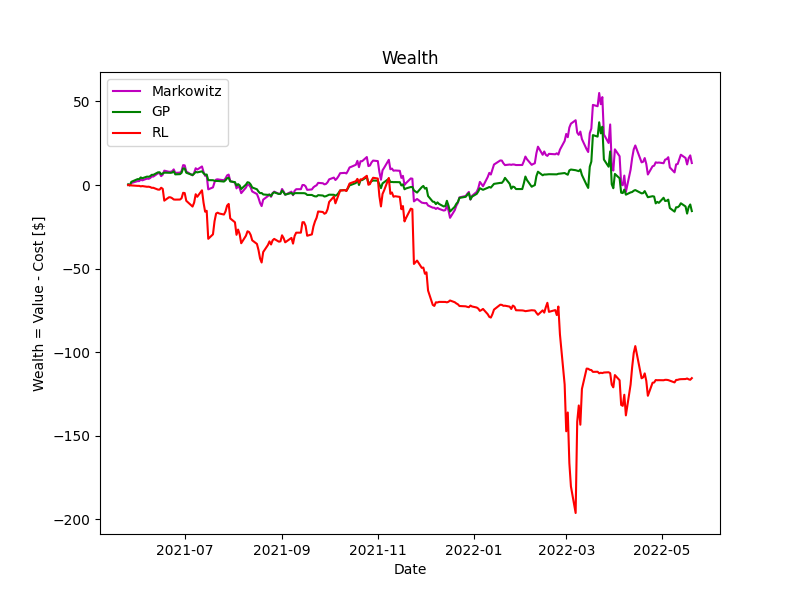 Wealth
Markowitz
GP
RL
50
0
−50
−100
−150
−200
Wealth = Value - Cost [$]
2021-07 2021-09 2021-11 2022-01 2022-03 2022-05
Date